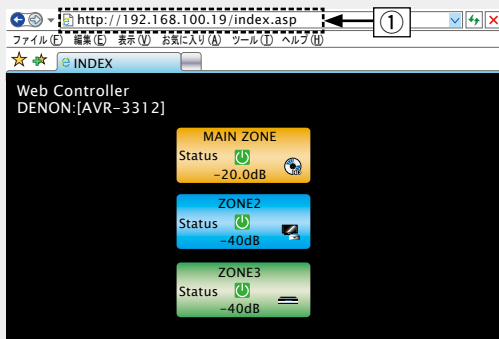 http://192.168.100.19/index.asp
①
ファイル(F) 編集(E) 表示(V) お気に入り(A) ツール(T) ヘルプ(H)
INDEX
Web Controller
DENON:[AVR-3312]
MAIN ZONE
Status
-20.0dB
ZONE2
Status
-40dB
ZONE3
Status
-40dB